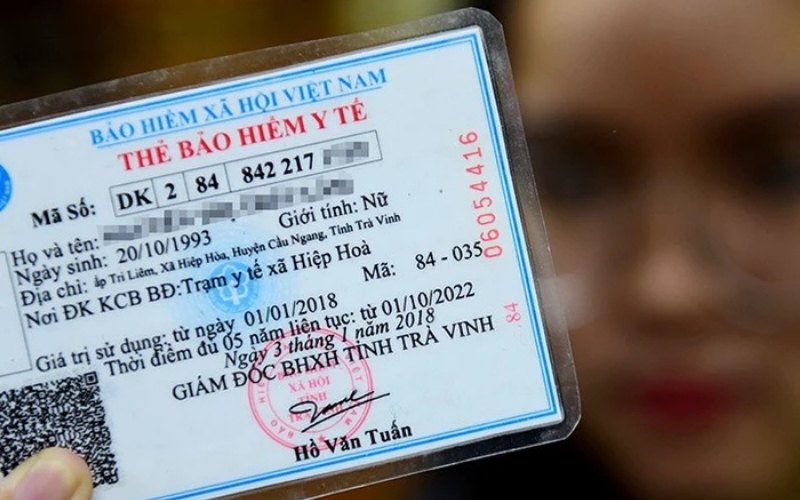 BẢO HIỂM XÃ HỘI VIỆT NAM
THẺ BẢO HIỂM Y TẾ
Mã Số: DK 2 84 842 217
Họ và tên:
Ngày sinh: 20/10/1993 Giới tính: Nữ
Địa chỉ: ấp Trì Liêm, Xã Hiệp Hòa, Huyện Cầu Ngang, Tỉnh Trà Vinh
Nơi ĐK KCB BĐ:Trạm y tế xã Hiệp Hoà
Mã: 84 - 035
Giá trị sử dụng: từ ngày 01/01/2018
Thời điểm đủ 05 năm liên tục: từ 01/10/2022
Ngày 3 tháng 1 năm 2018
GIÁM ĐỐC BHXH TỈNH TRÀ VINH
XÃ HỘI
TỈNH
Hồ Văn Tuấn
06054416
84